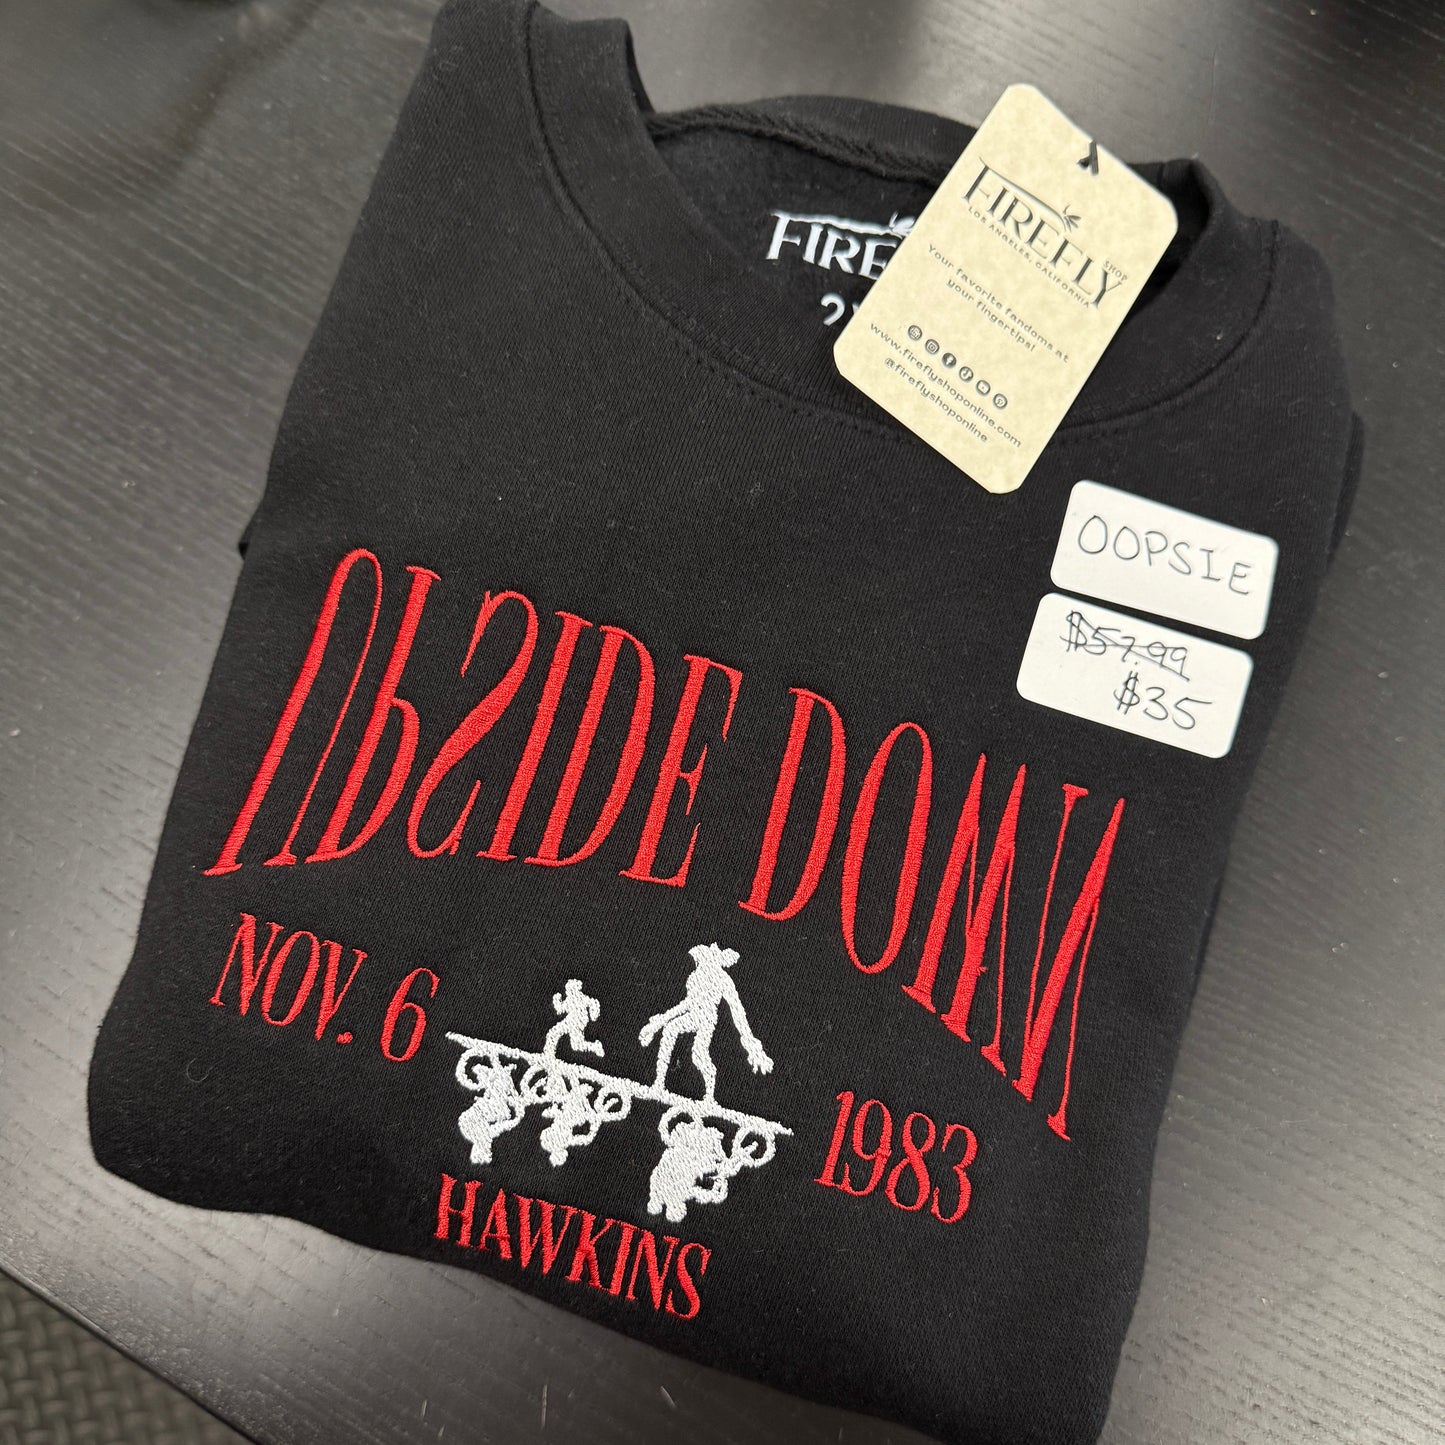 FIREFLY
SHOP
LOS ANGELES, CALIFORNIA
Your favorite fandoms at
your fingertips!
www.fireflyshoponline.com
@fireflyshoponline
OOPSIE
$57.99
$35
UPSIDE DOWN
NOV. 6
1983
HAWKINS